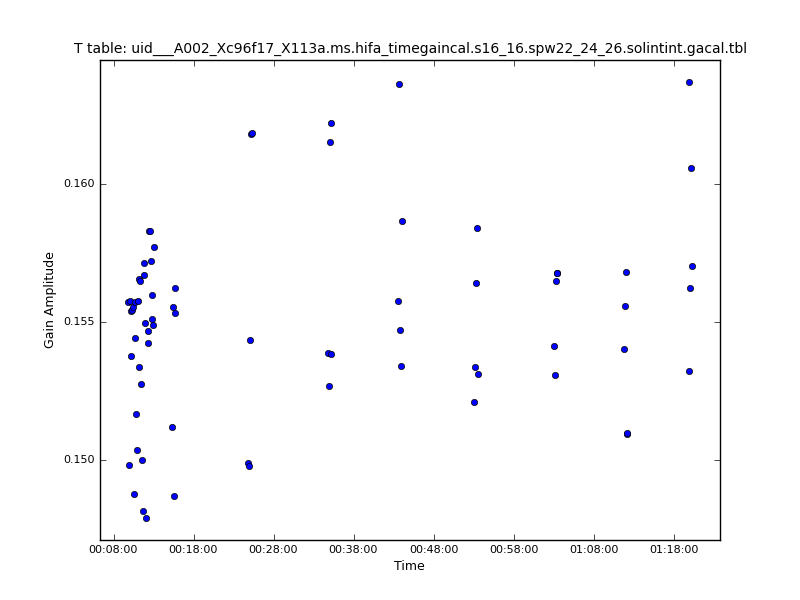 T table: uid___A002_Xc96f17_X113a.ms.hifa_timegaincal.s16_16.spw22_24_26.solintint.gacal.tbl
0.160
0.155
0.150
Gain Amplitude
00:08:00 00:18:00 00:28:00 00:38:00 00:48:00 00:58:00 01:08:00 01:18:00
Time